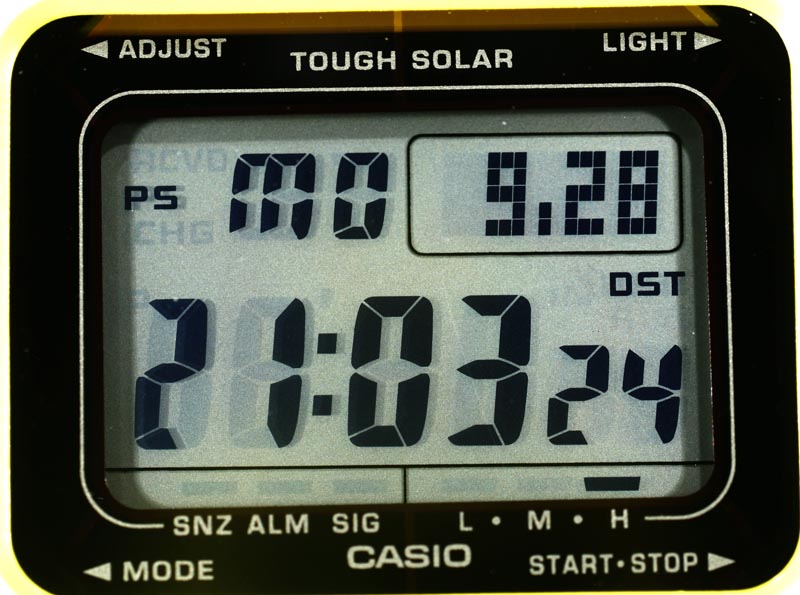 ADJUST TOUGH SOLAR LIGHT
PS MO 9.28
DST
21:03 24
SNZ ALM SIG L • M • H
MODE CASIO START•STOP